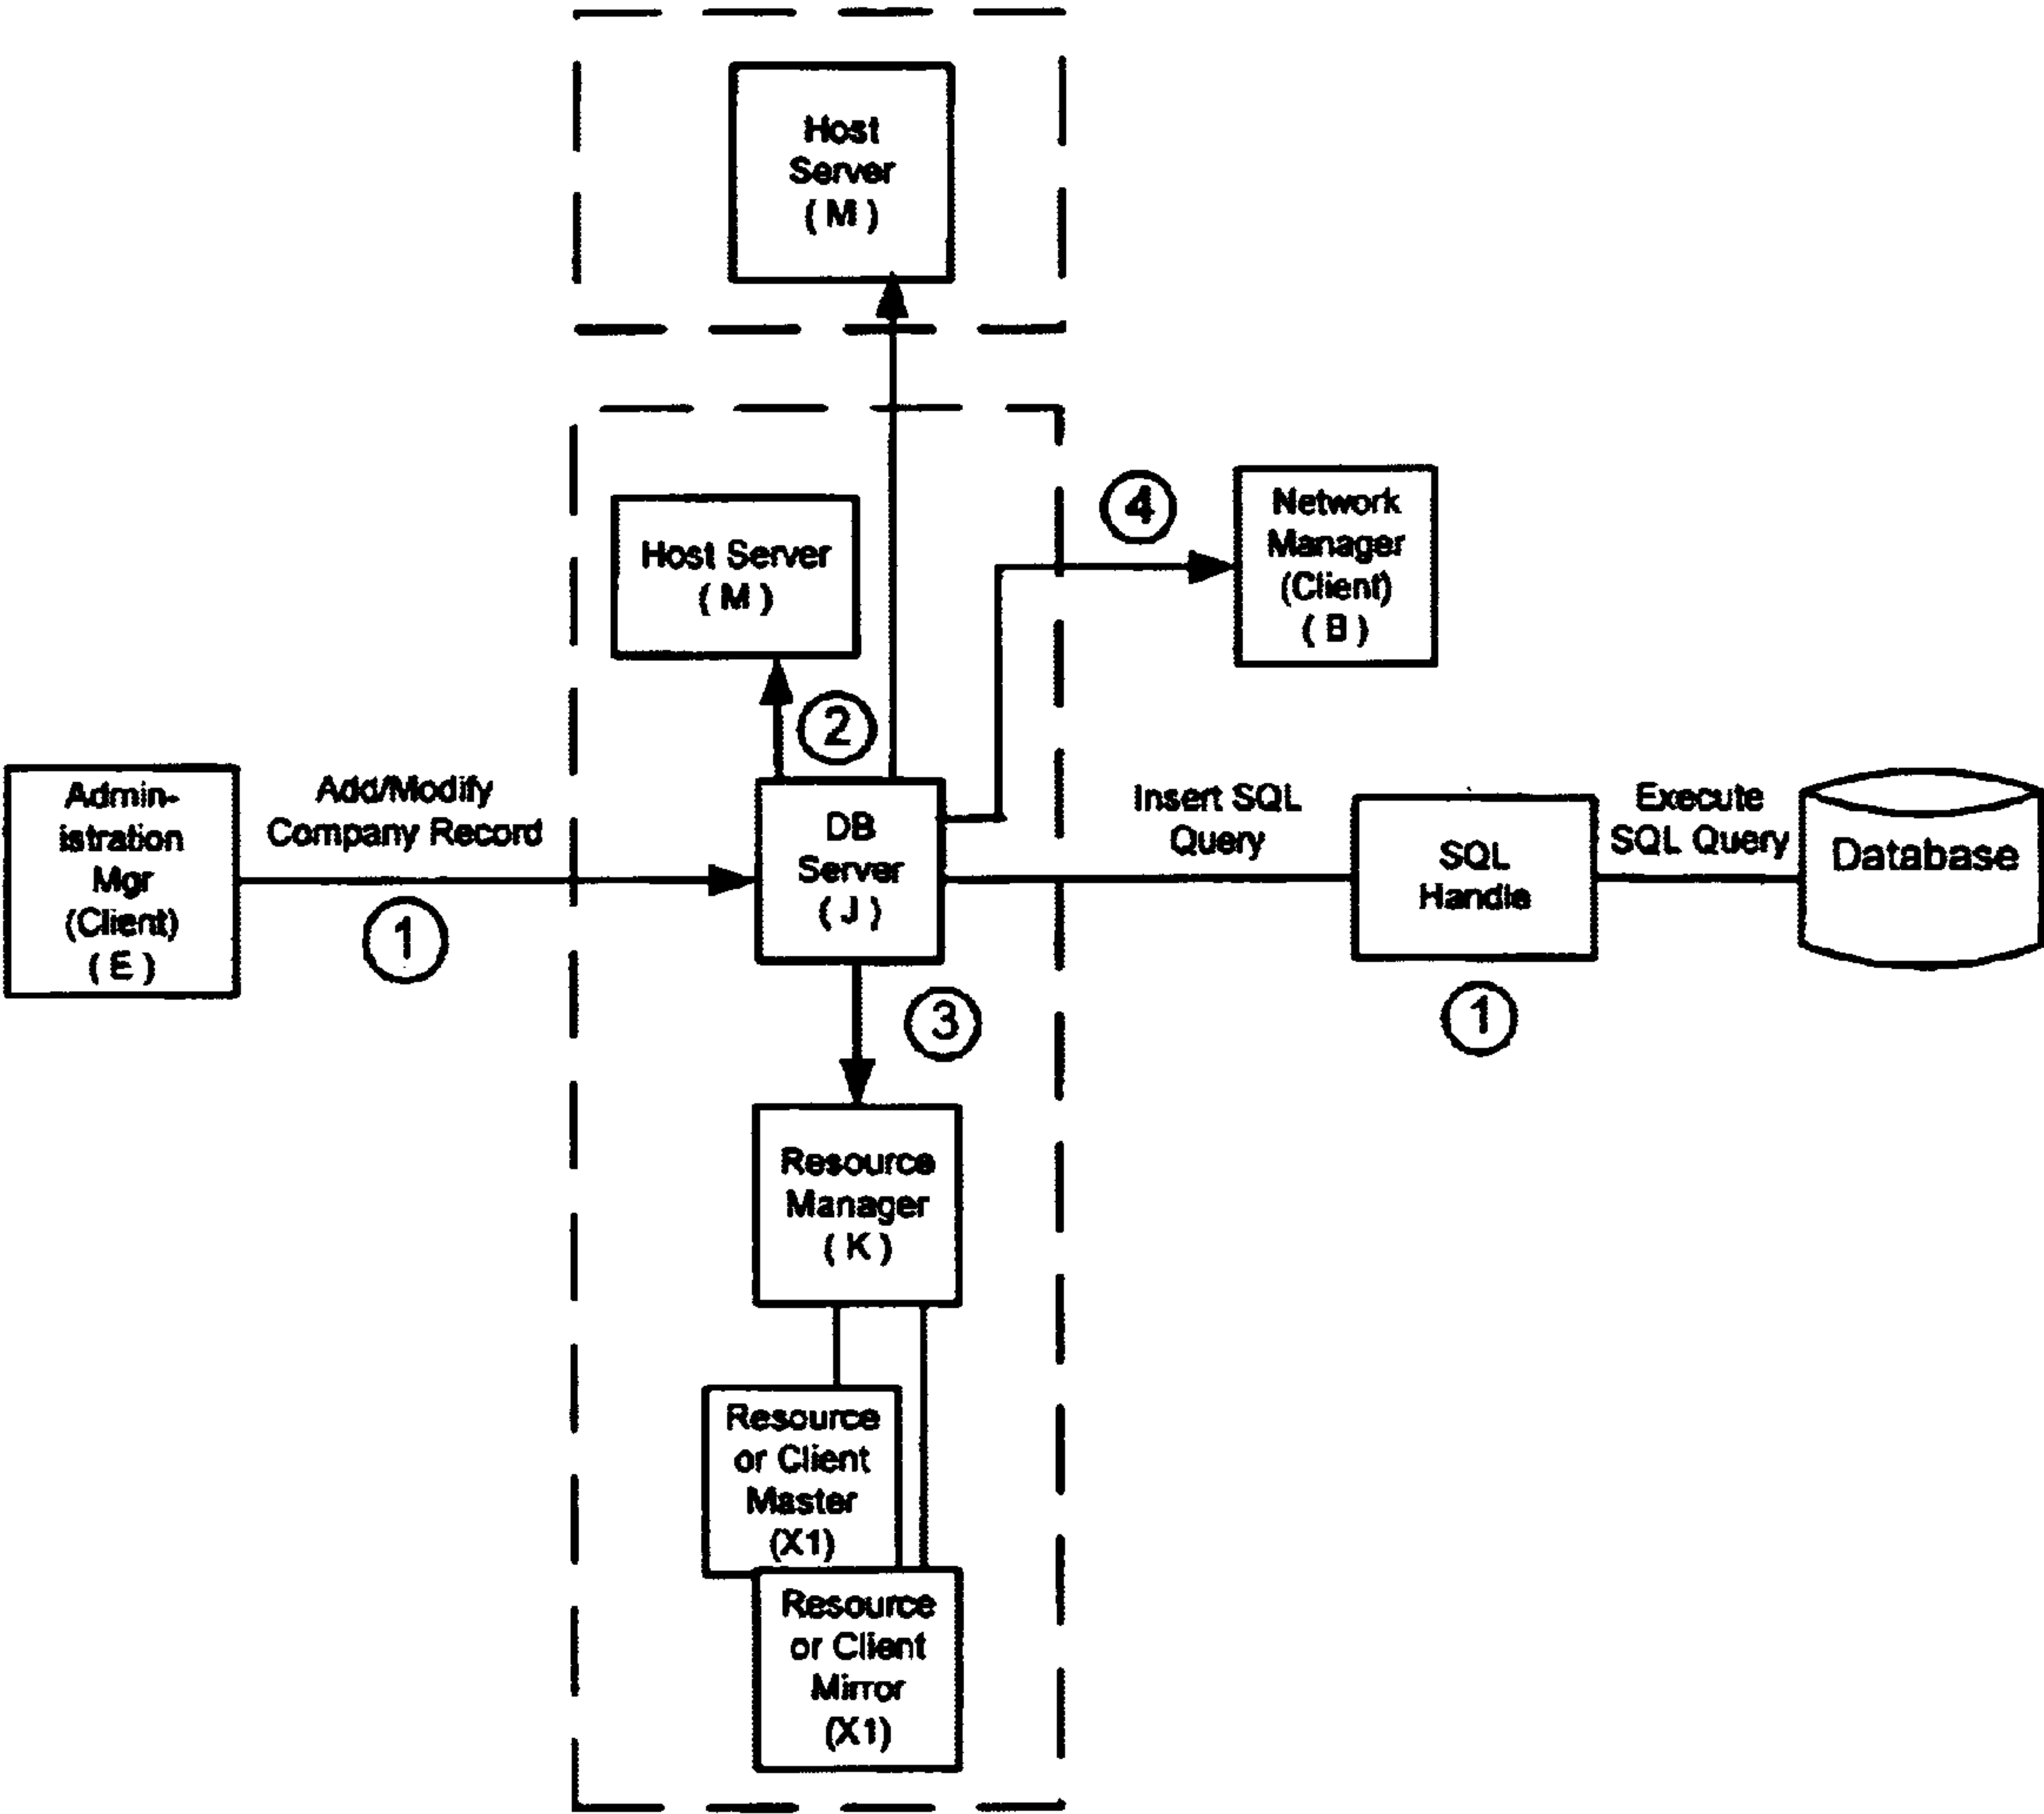 Host
Server
( M )
Host Server
( M )
4
Network
Manager
(Client)
( B )
2
Admin-
istration
Mgr
(Client)
( E )
Add/Modify
Company Record
1
DB
Server
( J )
Insert SQL
Query
SQL
Handle
1
Execute
SQL Query
Database
3
Resource
Manager
( K )
Resource
or Client
Master
(X1)
Resource
or Client
Mirror
(X1)